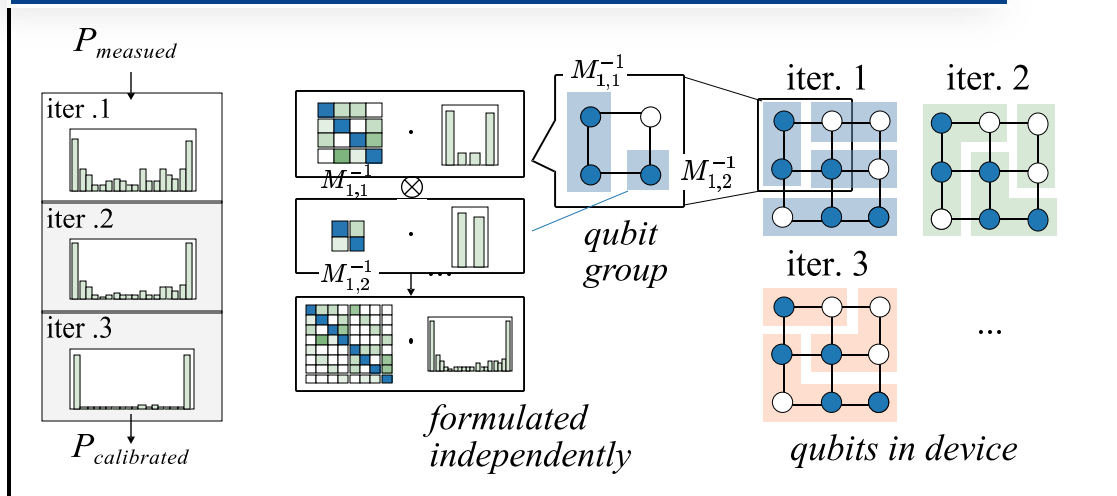 P_measued
iter .1
iter .2
iter .3
P_calibrated
M_{1,1}^{-1}
⊗
M_{1,2}^{-1}
...
formulated
independently
M_{1,1}^{-1}
M_{1,2}^{-1}
qubit
group
iter. 1
iter. 2
iter. 3
...
qubits in device